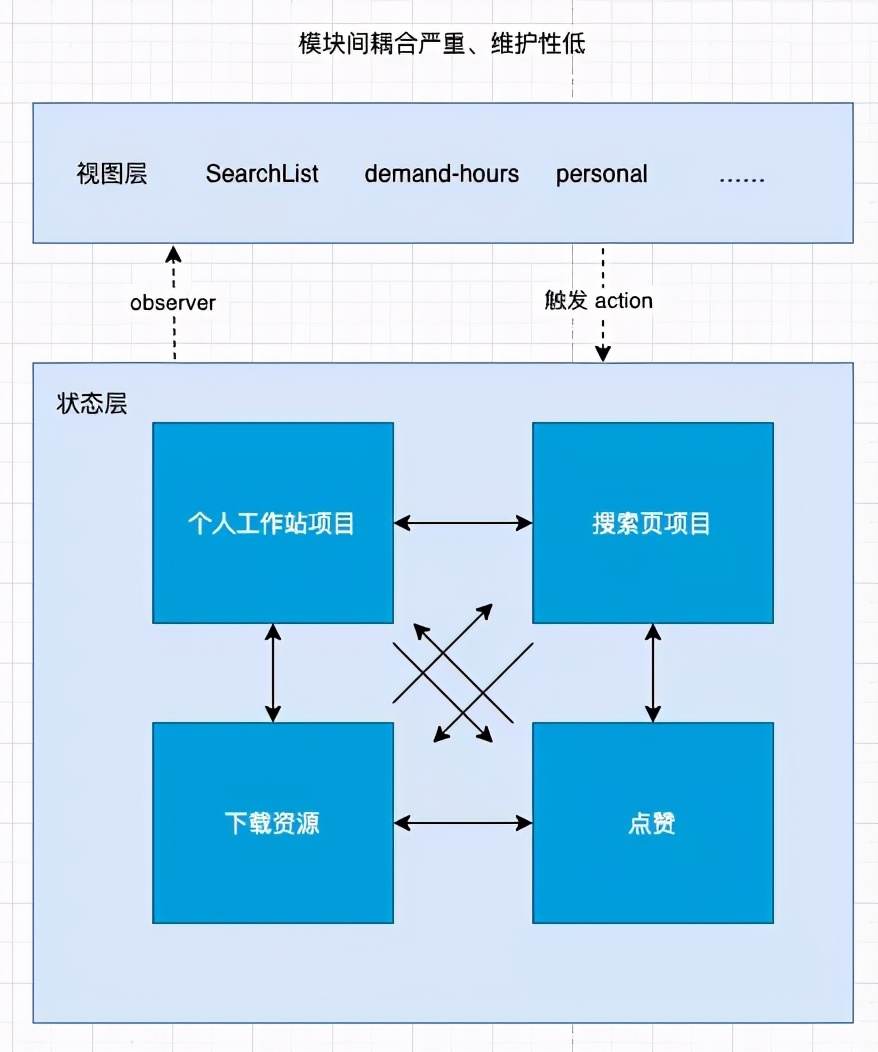 模块间耦合严重、维护性低
视图层 SearchList demand-hours personal ……
observer 触发 action
状态层
个人工作站项目 搜索页项目
下载资源 点赞